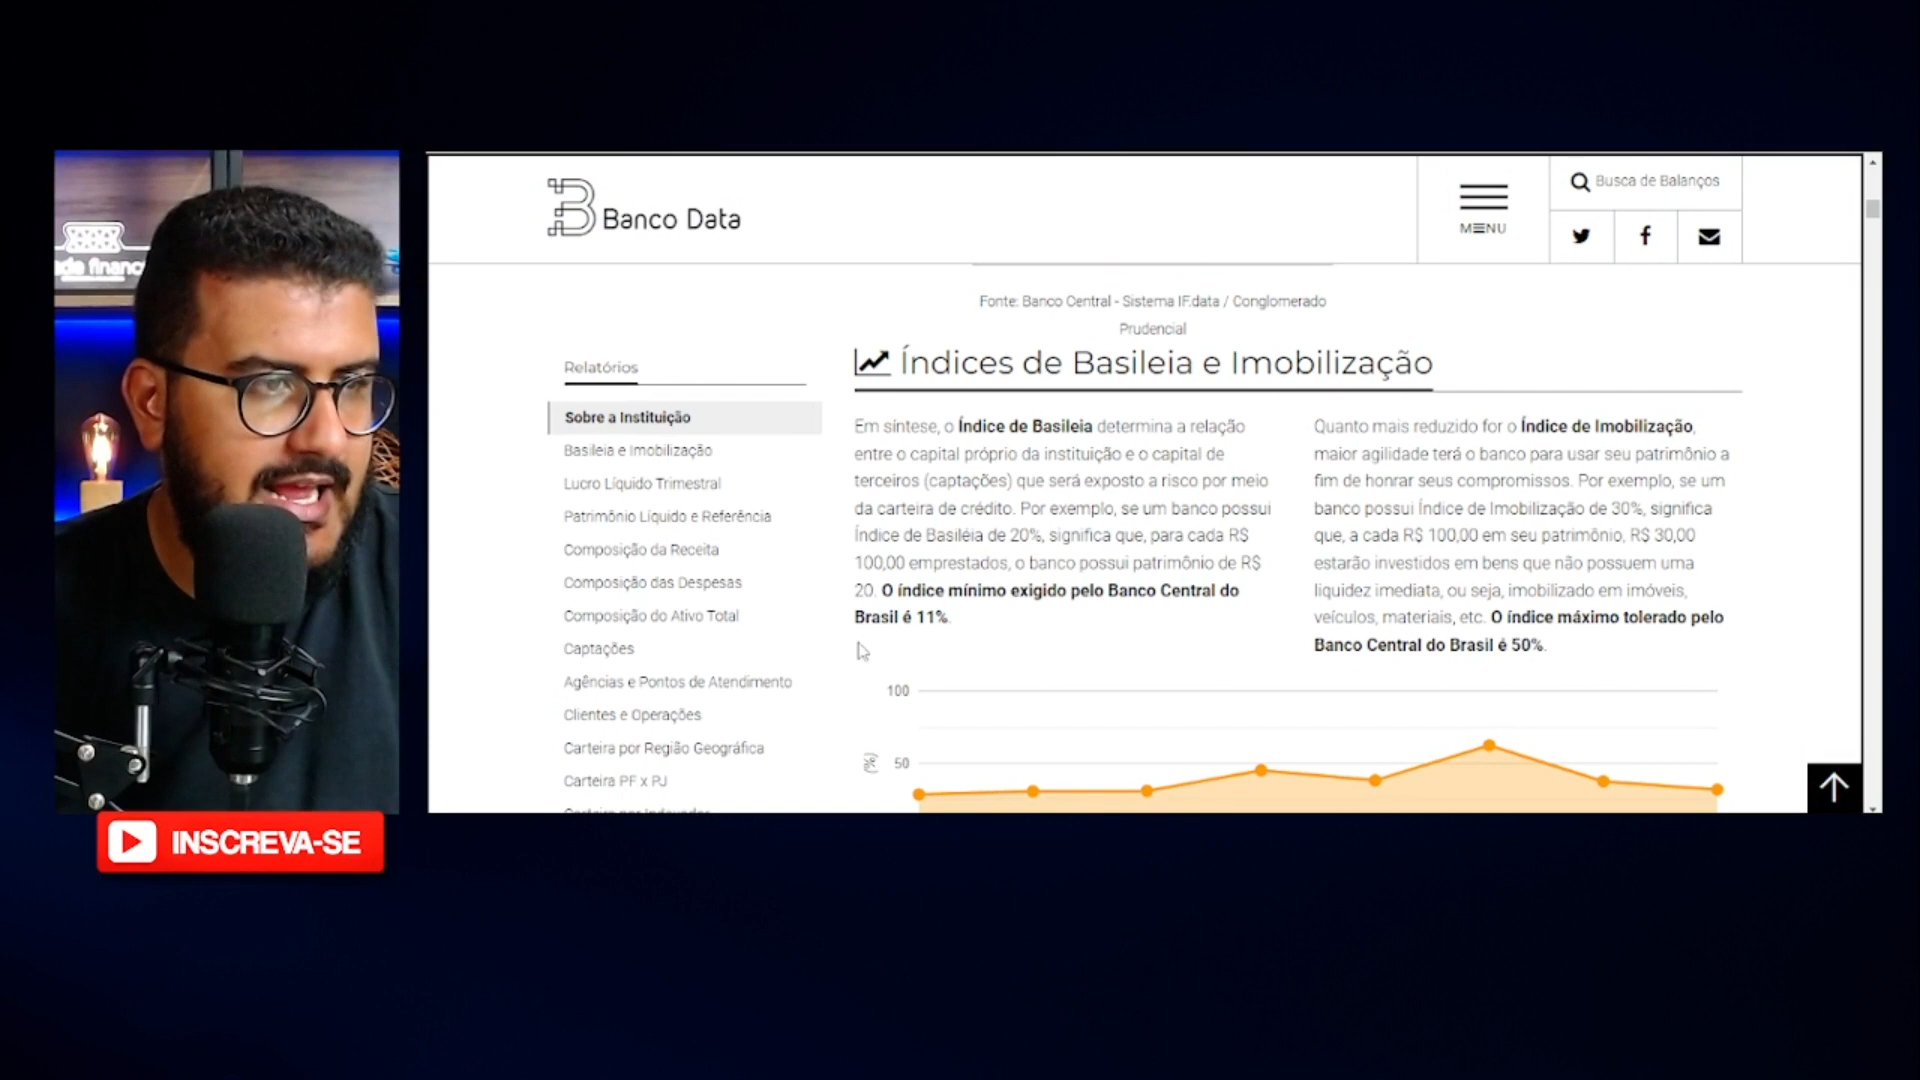 de financ
INSCREVA-SE
Banco Data
MENU
Busca de Balanços
Fonte: Banco Central - Sistema IF.data / Conglomerado
Prudencial
Relatórios
Sobre a Instituição
Basileia e Imobilização
Lucro Líquido Trimestral
Patrimônio Líquido e Referência
Composição da Receita
Composição das Despesas
Composição do Ativo Total
Captações
Agências e Pontos de Atendimento
Clientes e Operações
Carteira por Região Geográfica
Carteira PF x PJ
Índices de Basileia e Imobilização
Em síntese, o Índice de Basileia determina a relação
entre o capital próprio da instituição e o capital de
terceiros (captações) que será exposto a risco por meio
da carteira de crédito. Por exemplo, se um banco possui
Índice de Basiléia de 20%, significa que, para cada R$
100,00 emprestados, o banco possui patrimônio de R$
20. O índice mínimo exigido pelo Banco Central do
Brasil é 11%.
Quanto mais reduzido for o Índice de Imobilização,
maior agilidade terá o banco para usar seu patrimônio a
fim de honrar seus compromissos. Por exemplo, se um
banco possui Índice de Imobilização de 30%, significa
que, a cada R$ 100,00 em seu patrimônio, R$ 30,00
estarão investidos em bens que não possuem uma
liquidez imediata, ou seja, imobilizado em imóveis,
veículos, materiais, etc. O índice máximo tolerado pelo
Banco Central do Brasil é 50%.
100
50
(%)